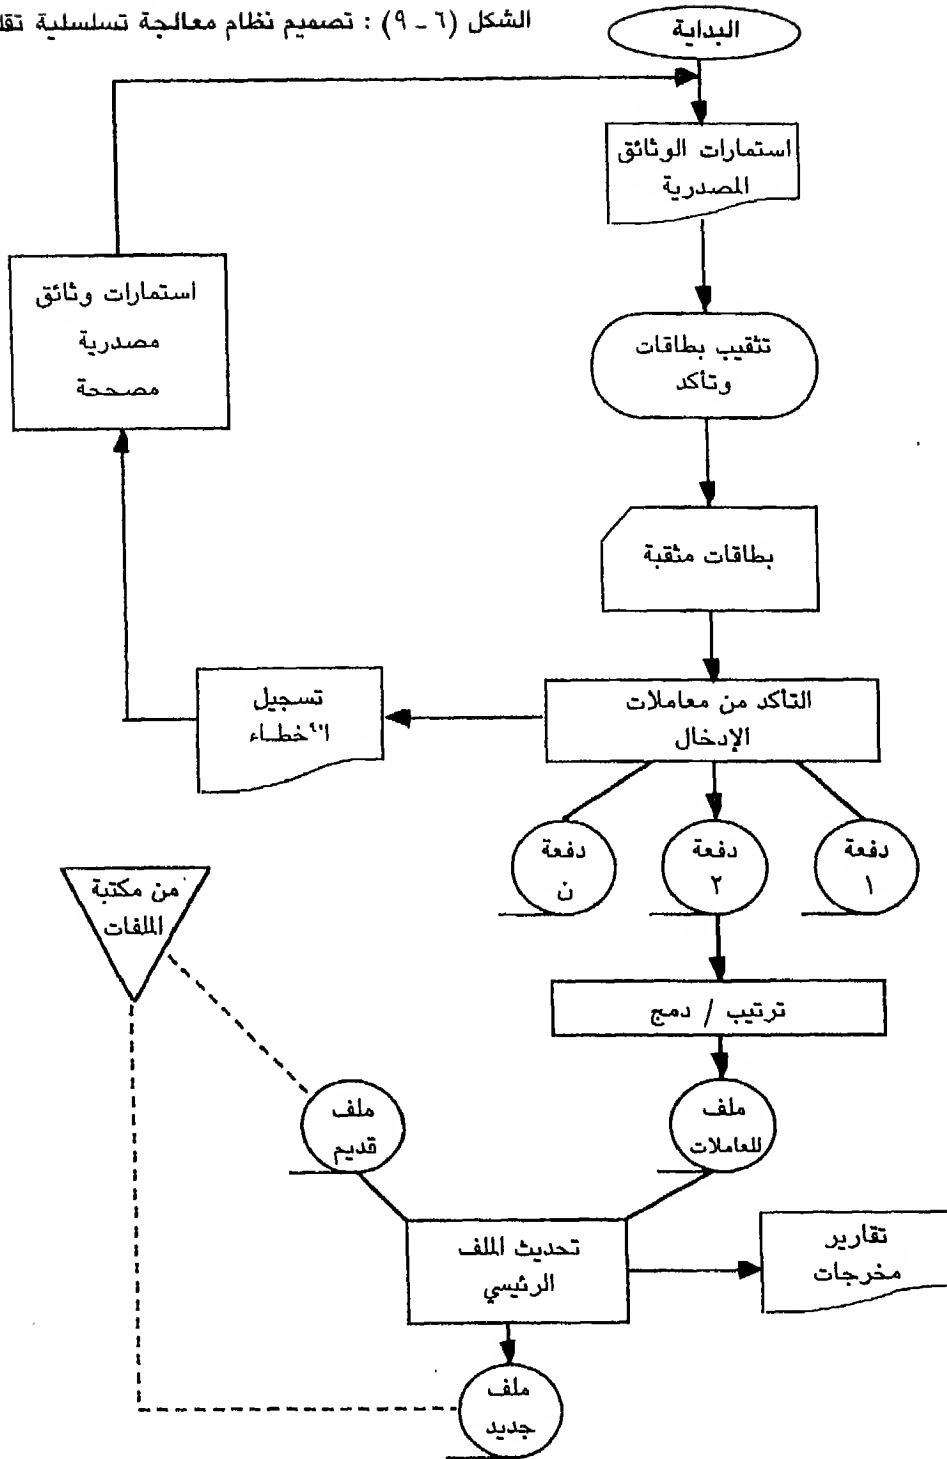 الشكل (٦ - ٩) : تصميم نظام معالجة تسلسلية
البداية
استمارات الوثائق
المصدرية
تثقيب بطاقات
وتأكد
بطاقات مثقبة
التأكد من معاملات
الإدخال
تسجيل
الأخطاء
استمارات وثائق
مصدرية
مصححة
دفعة
١
دفعة
٢
دفعة
ن
ترتيب / دمج
ملف
للعاملات
من مكتبة
الملفات
ملف
قديم
تحديث الملف
الرئيسي
تقارير
مخرجات
ملف
جديد